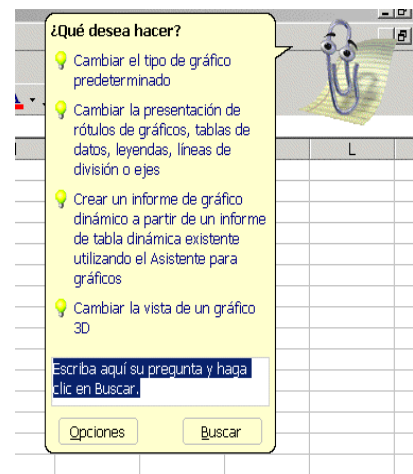 ¿Qué desea hacer?
Cambiar el tipo de gráfico
predeterminado
Cambiar la presentación de
rótulos de gráficos, tablas de
datos, leyendas, líneas de
división o ejes
Crear un informe de gráfico
dinámico a partir de un informe
de tabla dinámica existente
utilizando el Asistente para
gráficos
Cambiar la vista de un gráfico
3D
Escriba aquí su pregunta y haga
clic en Buscar.
Opciones Buscar
A
L